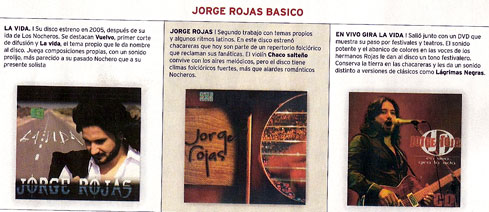 JORGE ROJAS BASICO
LA VIDA. I Su disco estreno en 2005, después de su
ida de Los Nocheros. Se destacan Vuelvo, primer corte
de difusión y La vida, el tema propio que le da nombre
al disco. Juega composiciones propias, con un sonido
prolijo, más parecido a su pasado Nochero que a su
presente solista
LA VIDA
JORGE ROJAS
JORGE ROJAS I Segundo trabajo con temas propios
y algunos ritmos latinos. En este disco estrenó
chacareras que hoy son parte de un repertorio folclórico
que reclaman sus fanáticas. El violín Chaco salteño
convive con los aires melódicos, pero el disco tiene
climas folclóricos fuertes, más que alardes románticos
Nocheros.
Jorge
rojas
EN VIVO GIRA LA VIDA I Salió junto con un DVD que
muestra su paso por festivales y teatros. El sonido
potente y el abanico de colores en las voces de los
hermanos Rojas le dan al disco un tono festivalero.
Conserva la tierra en las chacareras y les da un sonido
distinto a versiones de clásicos como Lágrimas Negras.
JORGE ROJAS
CD